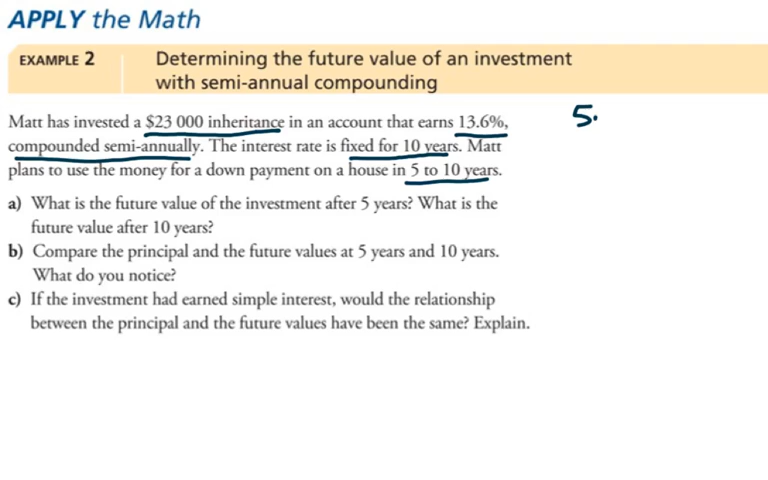 APPLY the Math
EXAMPLE 2 Determining the future value of an investment
with semi-annual compounding
Matt has invested a $23 000 inheritance in an account that earns 13.6%,
compounded semi-annually. The interest rate is fixed for 10 years. Matt
plans to use the money for a down payment on a house in 5 to 10 years.
5.
a) What is the future value of the investment after 5 years? What is the
future value after 10 years?
b) Compare the principal and the future values at 5 years and 10 years.
What do you notice?
c) If the investment had earned simple interest, would the relationship
between the principal and the future values have been the same? Explain.